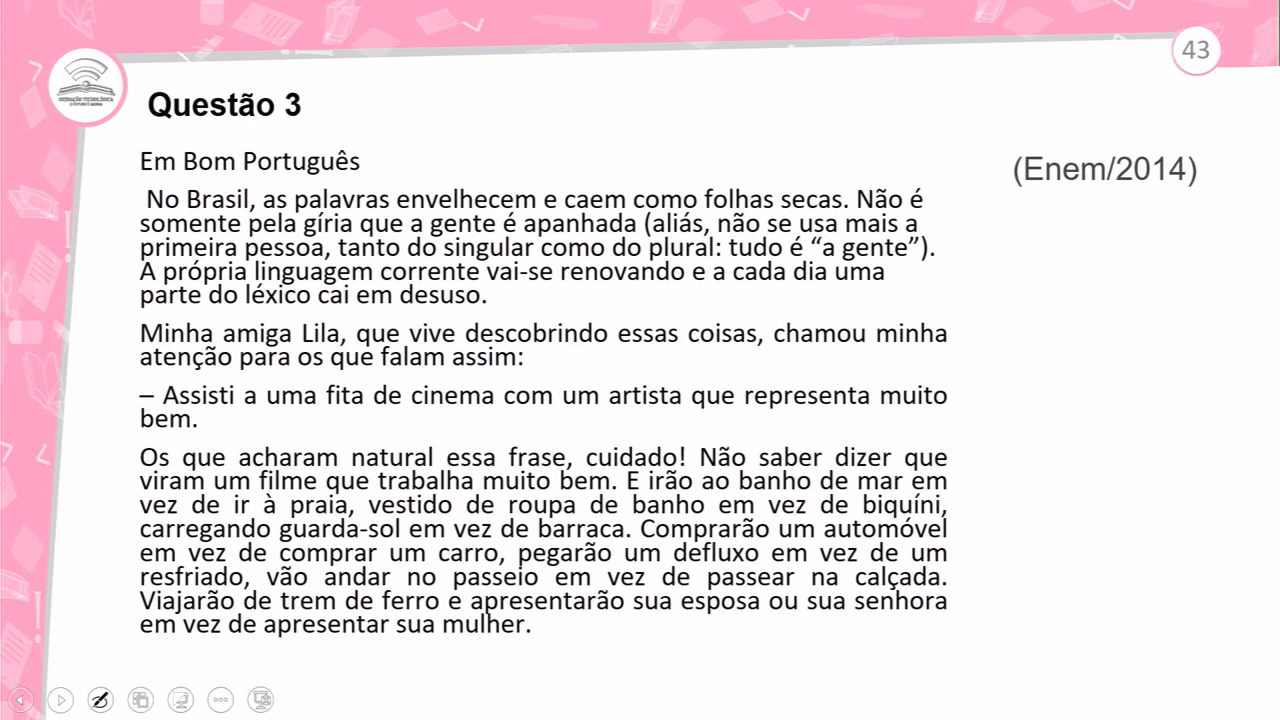 43
MEDIAÇÃO TECNOLÓGICA
O FUTURO É AGORA
Questão 3
(Enem/2014)
Em Bom Português
No Brasil, as palavras envelhecem e caem como folhas secas. Não é
somente pela gíria que a gente é apanhada (aliás, não se usa mais a
primeira pessoa, tanto do singular como do plural: tudo é “a gente”).
A própria linguagem corrente vai-se renovando e a cada dia uma
parte do léxico cai em desuso.
Minha amiga Lila, que vive descobrindo essas coisas, chamou minha
atenção para os que falam assim:
– Assisti a uma fita de cinema com um artista que representa muito
bem.
Os que acharam natural essa frase, cuidado! Não saber dizer que
viram um filme que trabalha muito bem. E irão ao banho de mar em
vez de ir à praia, vestido de roupa de banho em vez de biquíni,
carregando guarda-sol em vez de barraca. Comprarão um automóvel
em vez de comprar um carro, pegarão um defluxo em vez de um
resfriado, vão andar no passeio em vez de passear na calçada.
Viajarão de trem de ferro e apresentarão sua esposa ou sua senhora
em vez de apresentar sua mulher.